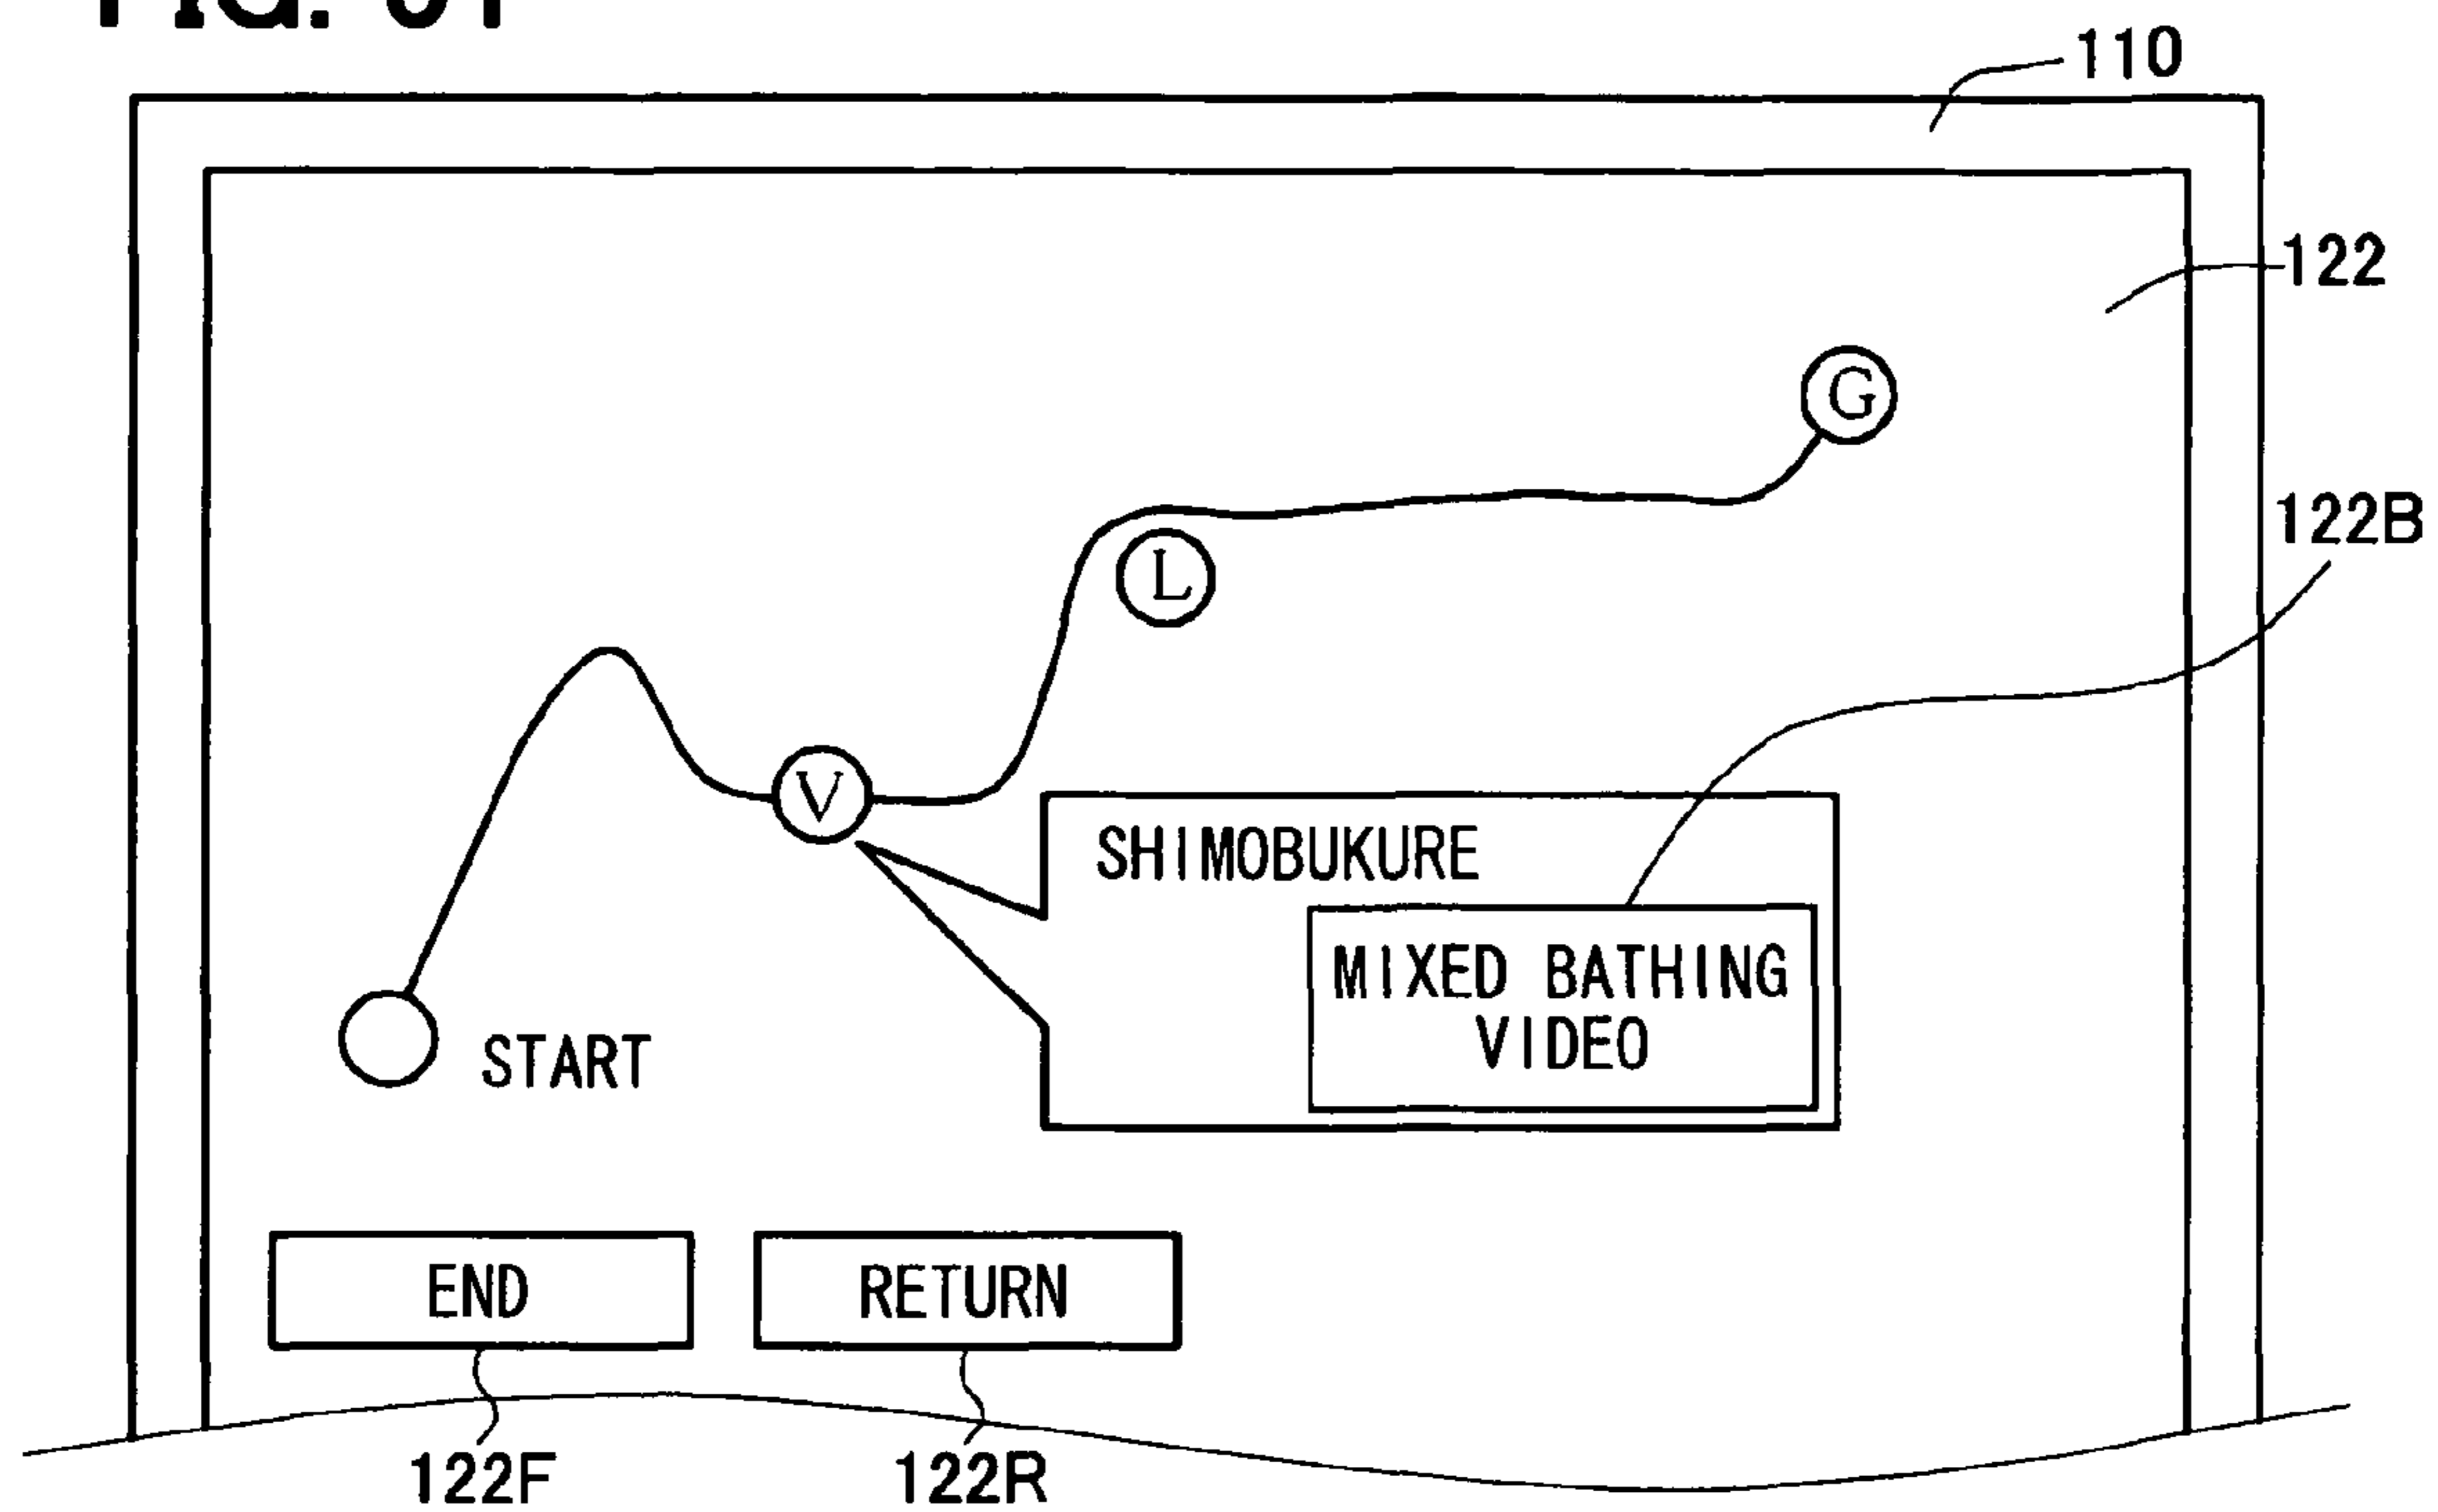 110
122
G
122B
L
V
SHIMOBUKURE
MIXED BATHING
VIDEO
START
END
RETURN
122F
122R